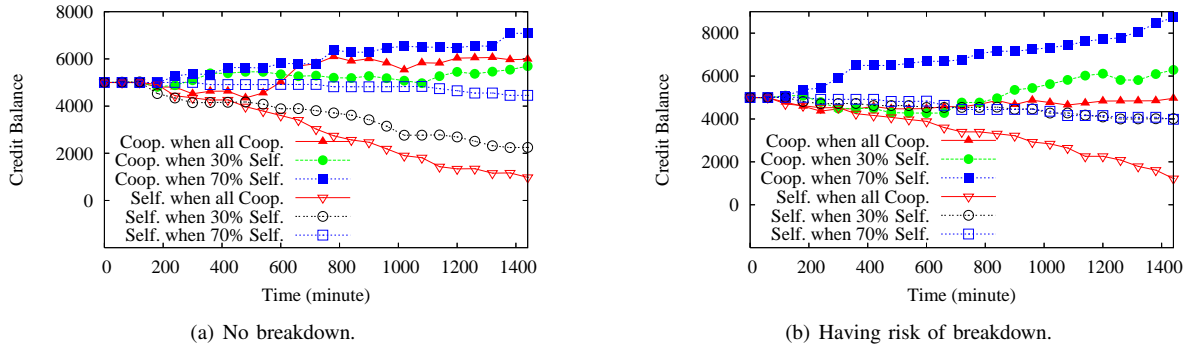 8000
6000
4000
2000
0
Credit Balance
Coop. when all Coop.
Coop. when 30% Self.
Coop. when 70% Self.
Self. when all Coop.
Self. when 30% Self.
Self. when 70% Self.
0 200 400 600 800 1000 1200 1400
Time (minute)
(a) No breakdown.
8000
6000
4000
2000
0
Credit Balance
Coop. when all Coop.
Coop. when 30% Self.
Coop. when 70% Self.
Self. when all Coop.
Self. when 30% Self.
Self. when 70% Self.
0 200 400 600 800 1000 1200 1400
Time (minute)
(b) Having risk of breakdown.